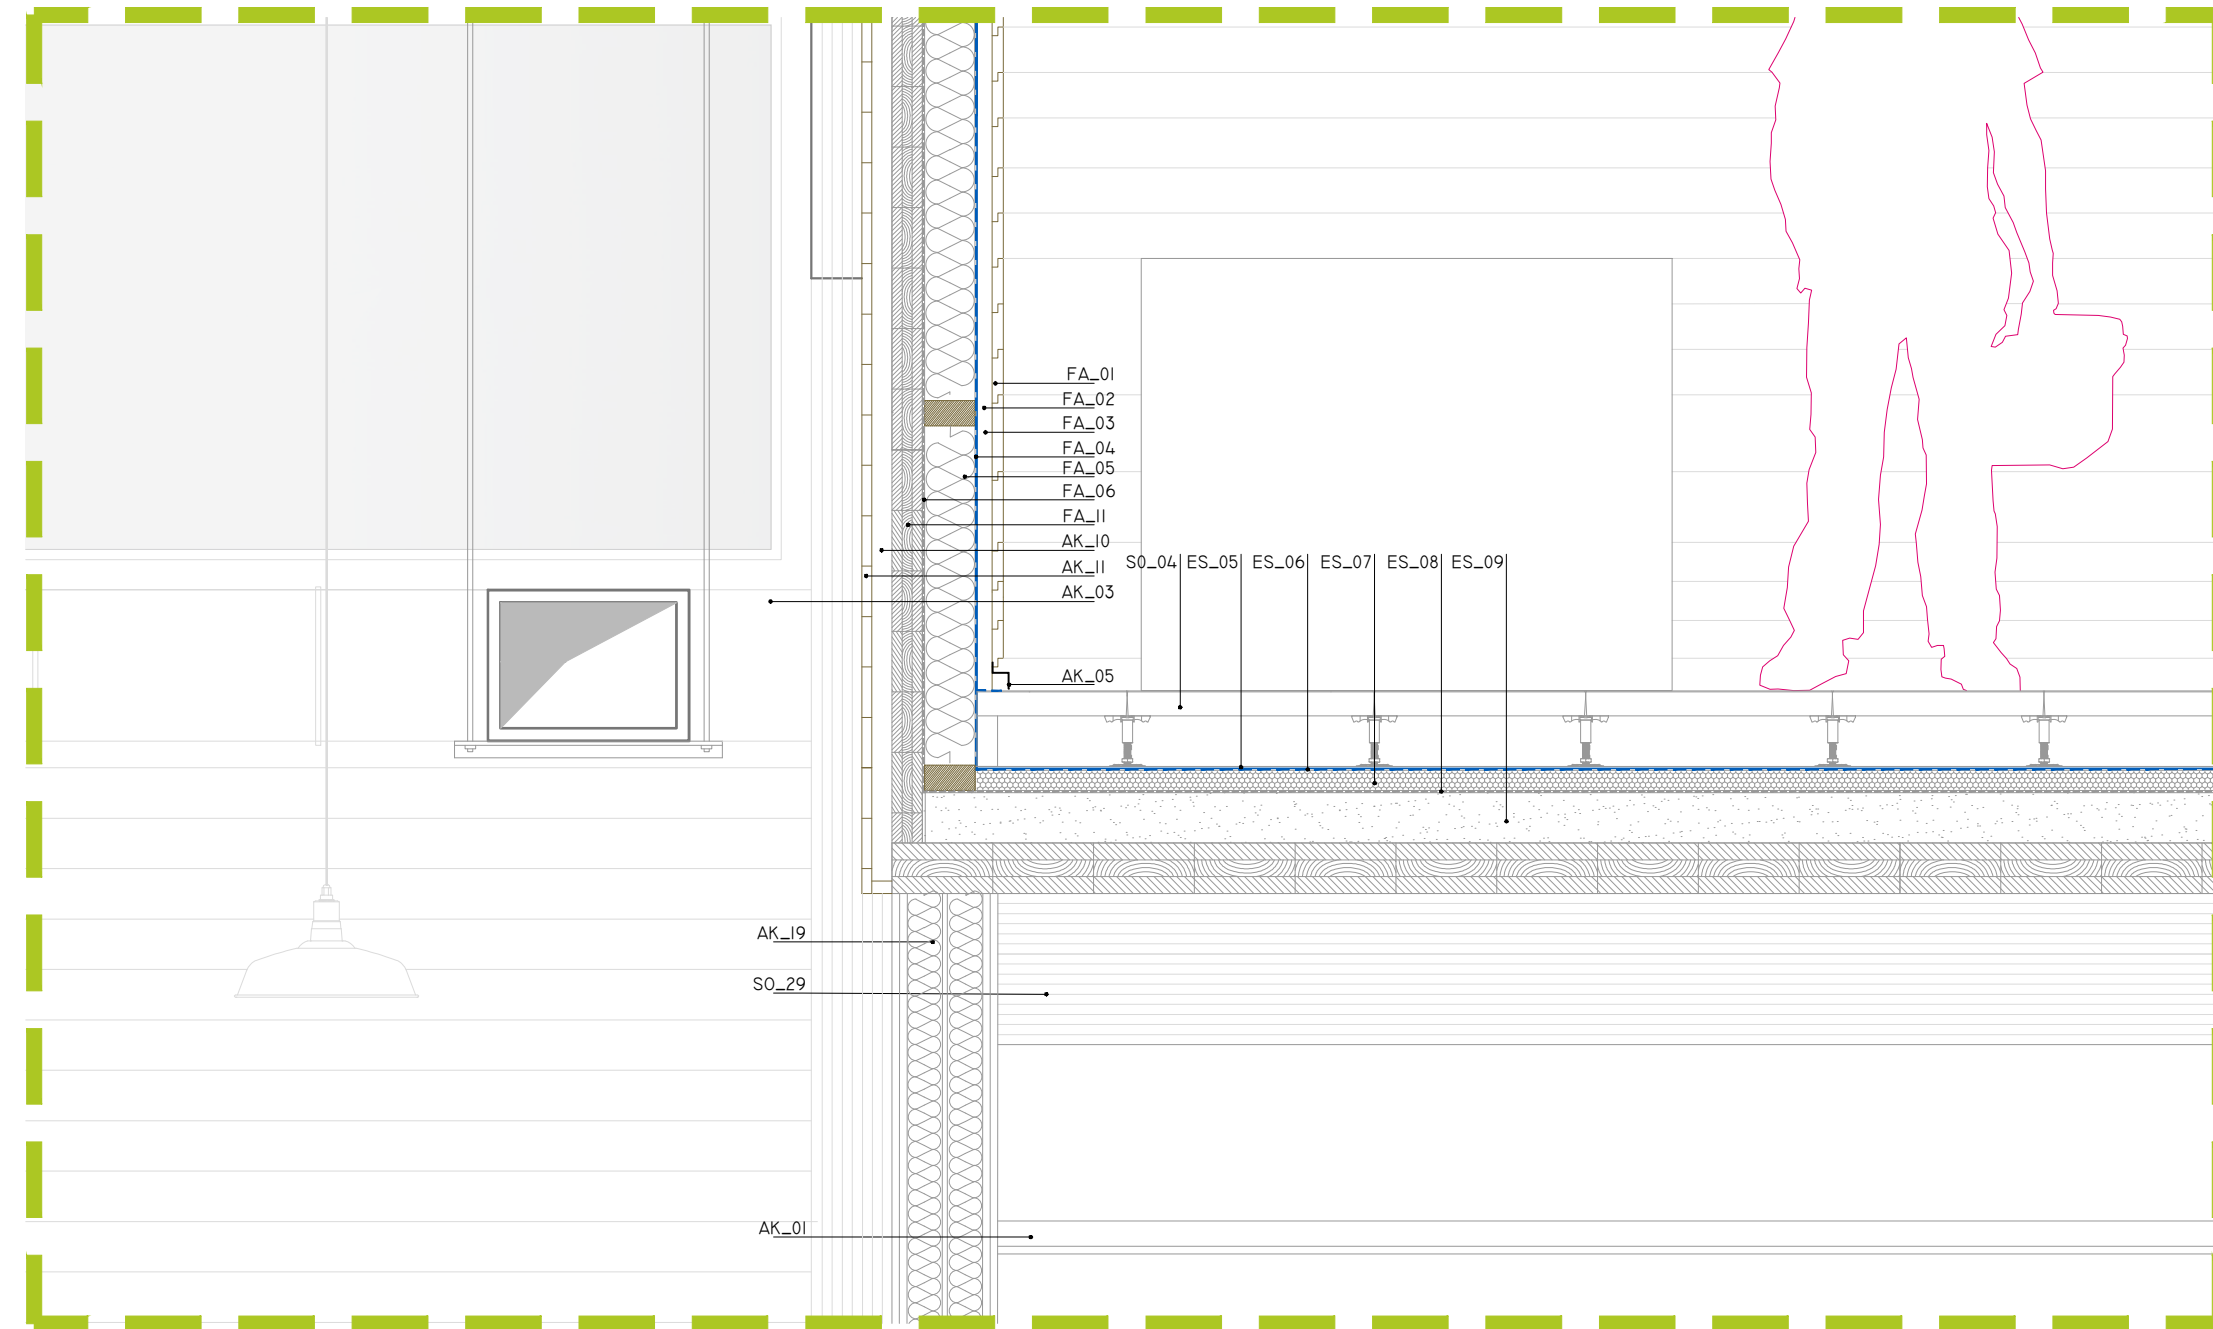 FA_01
FA_02
FA_03
FA_04
FA_05
FA_06
FA_11
AK_10
AK_11
AK_03
SO_04 ES_05 ES_06 ES_07 ES_08 ES_09
AK_05
AK_19
SO_29
AK_01